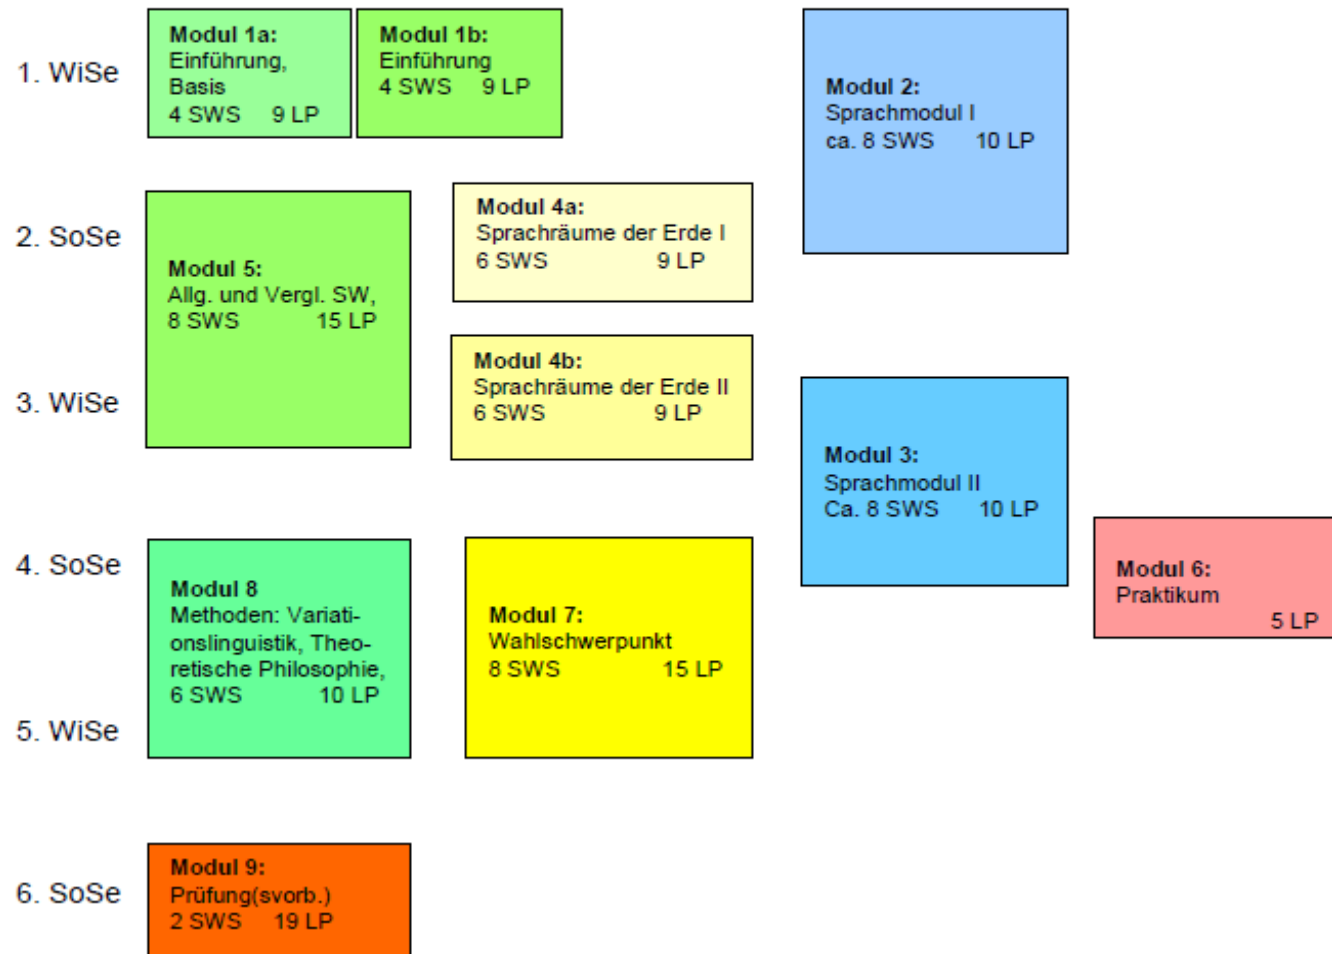 1. WiSe
Modul 1a:
Einführung,
Basis
4 SWS 9 LP
Modul 1b:
Einführung
4 SWS 9 LP
Modul 2:
Sprachmodul I
ca. 8 SWS 10 LP
2. SoSe
Modul 5:
Allg. und Vergl. SW,
8 SWS 15 LP
Modul 4a:
Sprachräume der Erde I
6 SWS 9 LP
3. WiSe
Modul 4b:
Sprachräume der Erde II
6 SWS 9 LP
Modul 3:
Sprachmodul II
Ca. 8 SWS 10 LP
4. SoSe
Modul 8
Methoden: Variati-
onslinguistik, Theo-
retische Philosophie,
6 SWS 10 LP
Modul 7:
Wahlschwerpunkt
8 SWS 15 LP
Modul 6:
Praktikum
5 LP
5. WiSe
6. SoSe
Modul 9:
Prüfung(svorb.)
2 SWS 19 LP